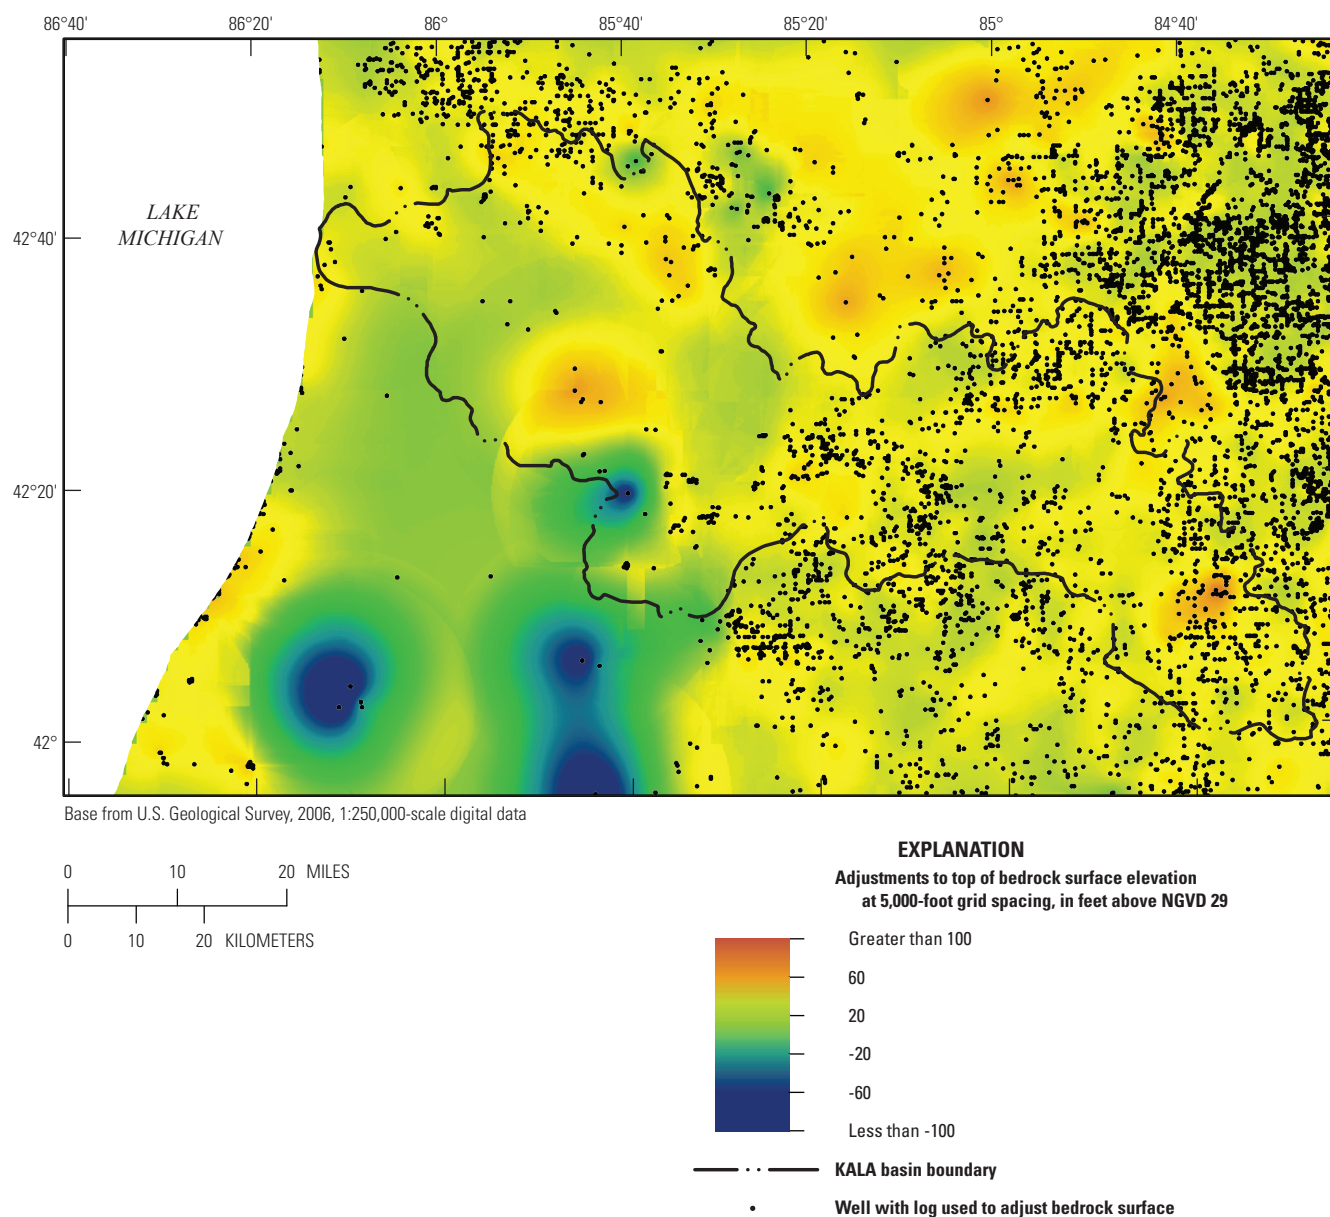 86°40' 86°20' 86° 85°40' 85°20' 85° 84°40'
LAKE
MICHIGAN
42°40'
42°20'
42°
Base from U.S. Geological Survey, 2006, 1:250,000-scale digital data
0 10 20 MILES
0 10 20 KILOMETERS
EXPLANATION
Adjustments to top of bedrock surface elevation
at 5,000-foot grid spacing, in feet above NGVD 29
Greater than 100
60
20
-20
-60
Less than -100
KALA basin boundary
Well with log used to adjust bedrock surface